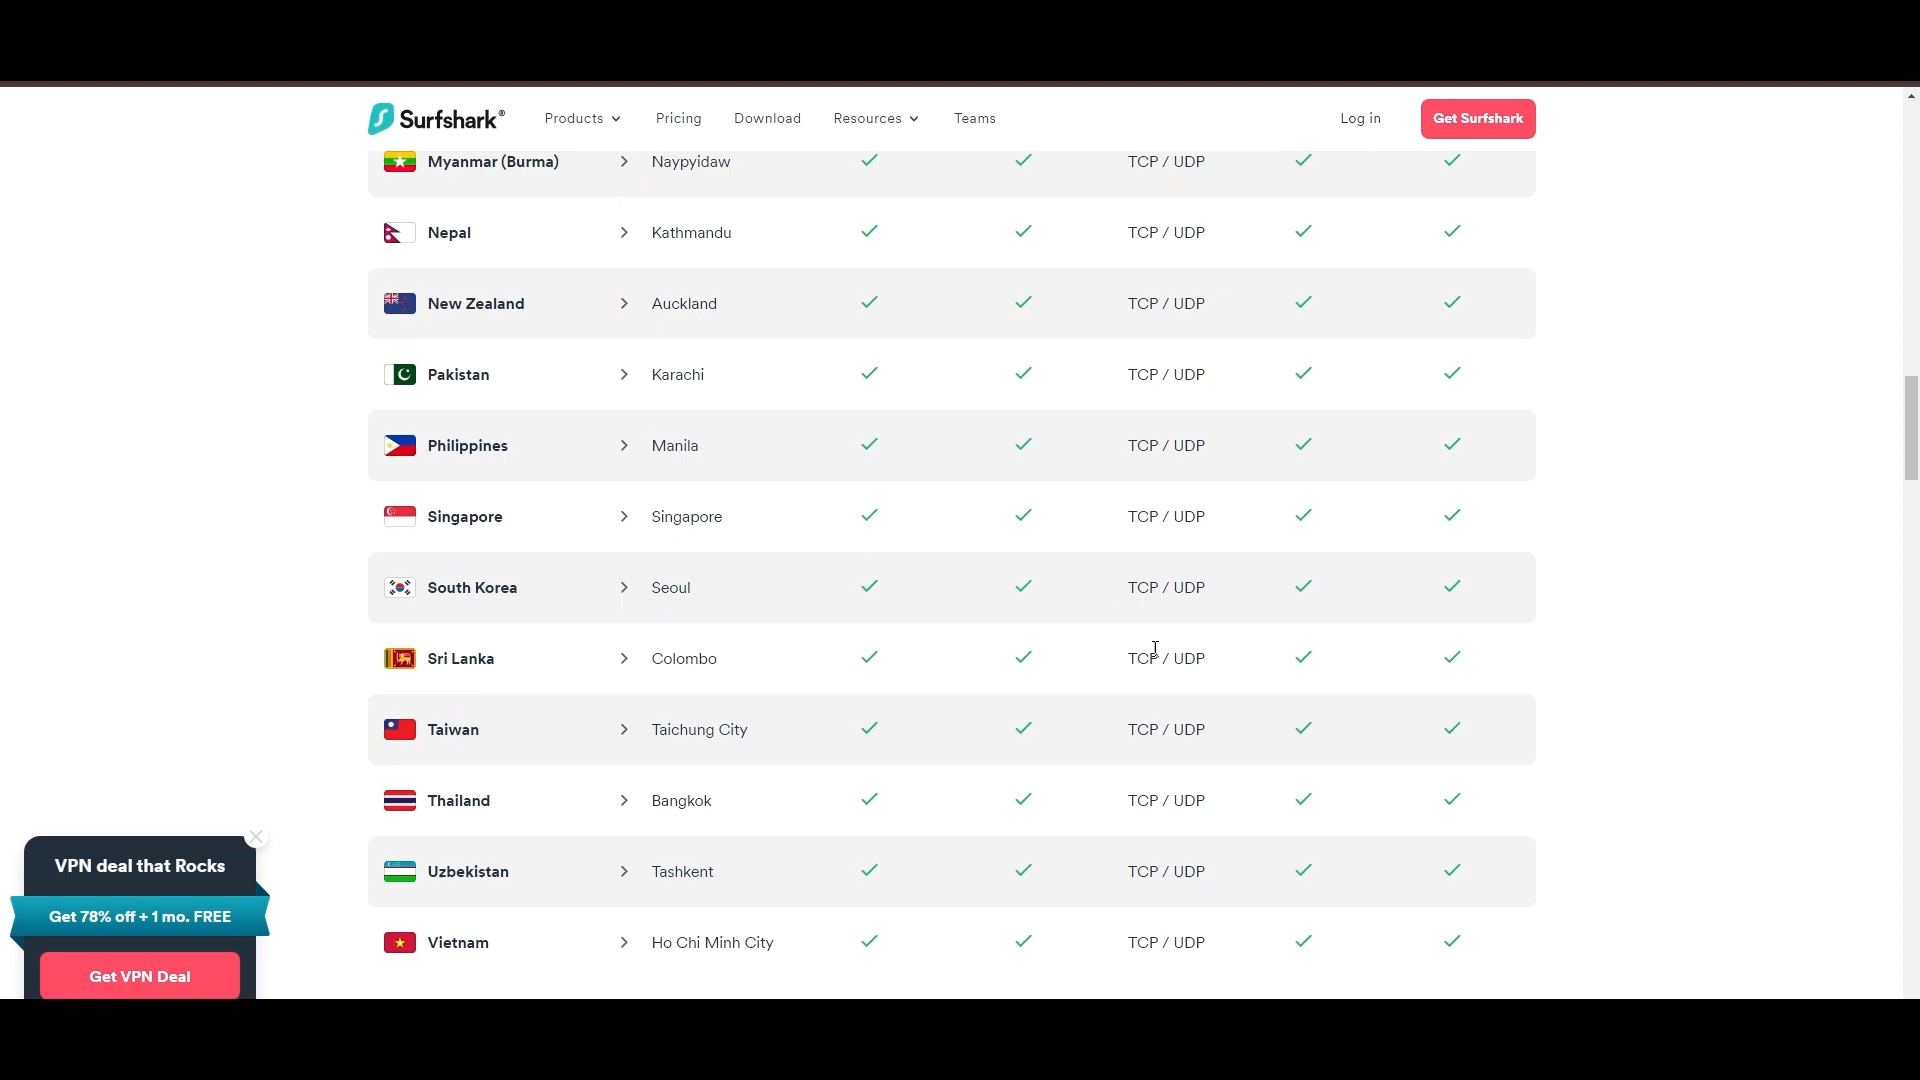 Surfshark®
Products
Pricing
Download
Resources
Teams
Log in
Get Surfshark
Myanmar (Burma) Naypyidaw TCP / UDP
Nepal Kathmandu TCP / UDP
New Zealand Auckland TCP / UDP
Pakistan Karachi TCP / UDP
Philippines Manila TCP / UDP
Singapore Singapore TCP / UDP
South Korea Seoul TCP / UDP
Sri Lanka Colombo TCP / UDP
Taiwan Taichung City TCP / UDP
Thailand Bangkok TCP / UDP
Uzbekistan Tashkent TCP / UDP
Vietnam Ho Chi Minh City TCP / UDP
VPN deal that Rocks
Get 78% off + 1 mo. FREE
Get VPN Deal